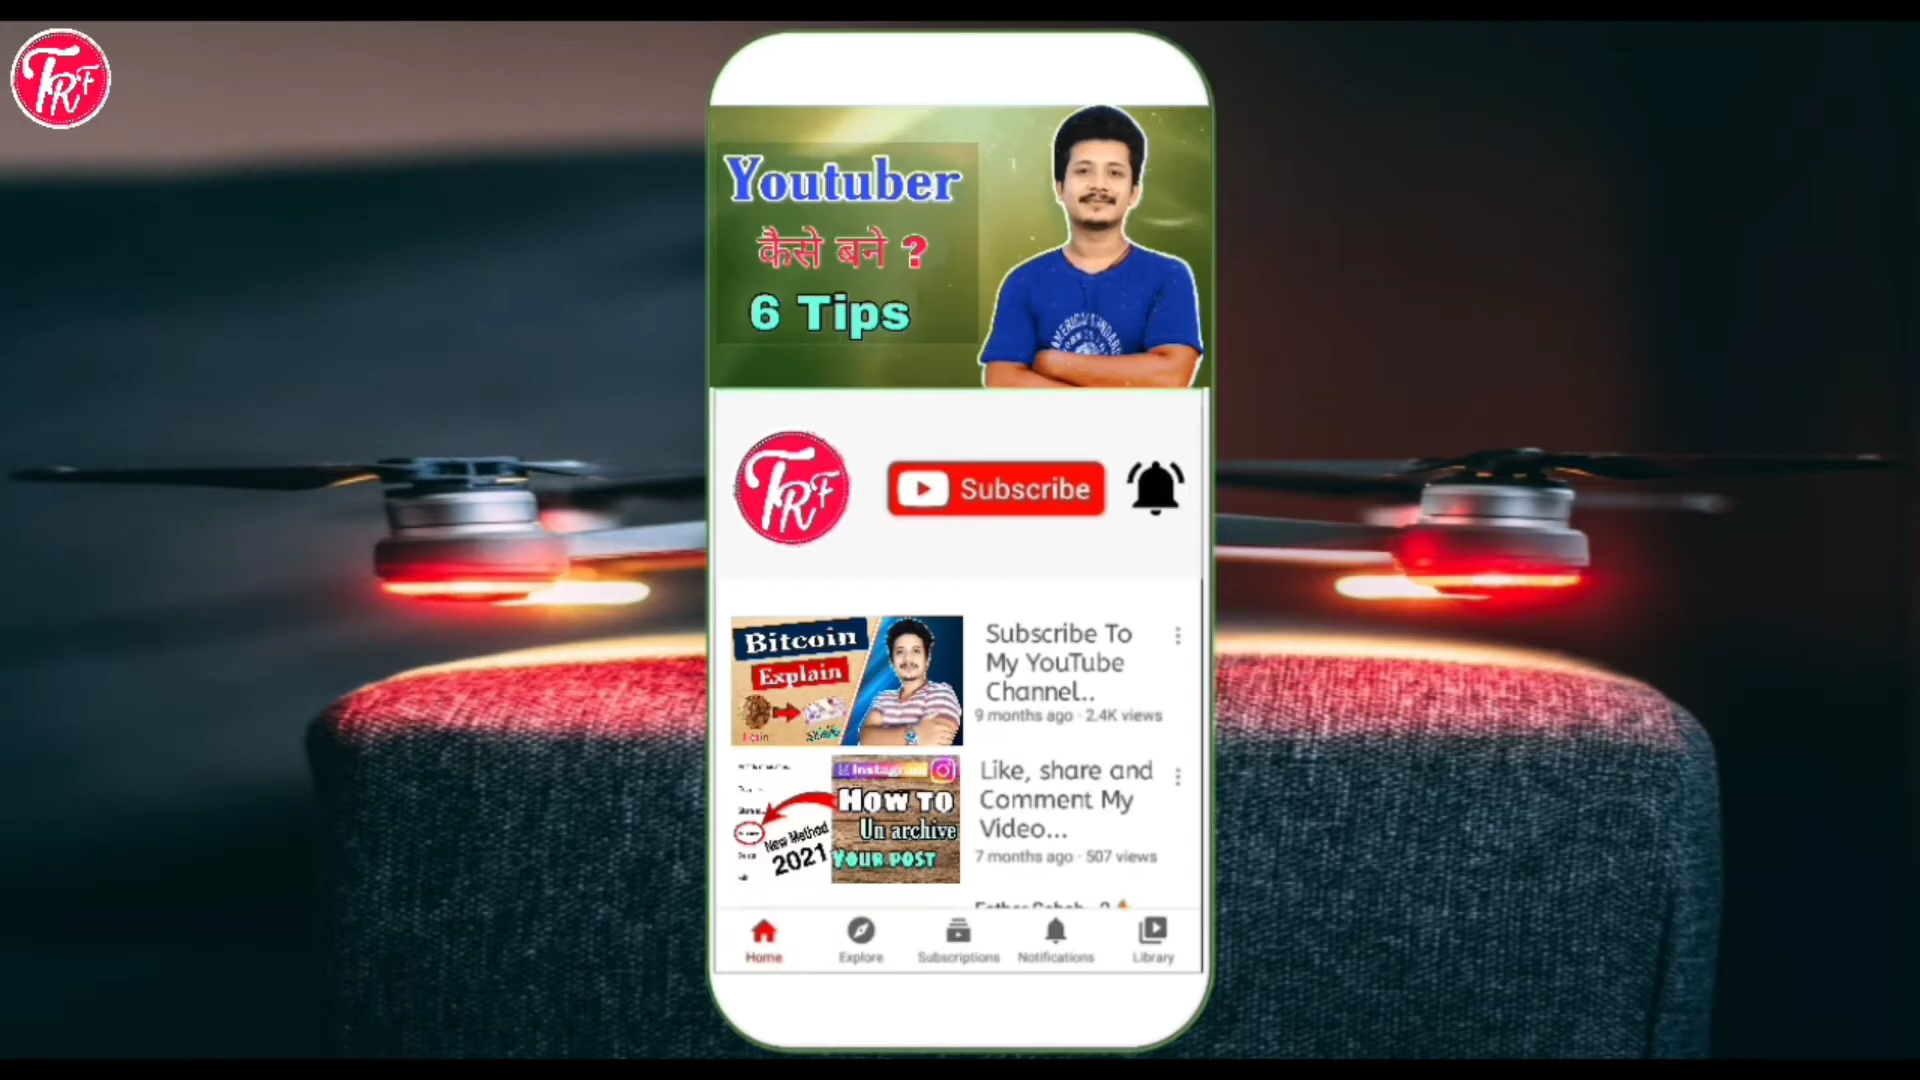 TRF
Youtuber
कैसे बने ?
6 Tips
TRF
Subscribe
Bitcoin
Explain
Subscribe To
My YouTube
Channel..
9 months ago · 2.4K views
Instagram
How to
Un archive
Your post
New Method
2021
Like, share and
Comment My
Video...
7 months ago · 507 views
Home
Explore
Subscriptions
Notifications
Library